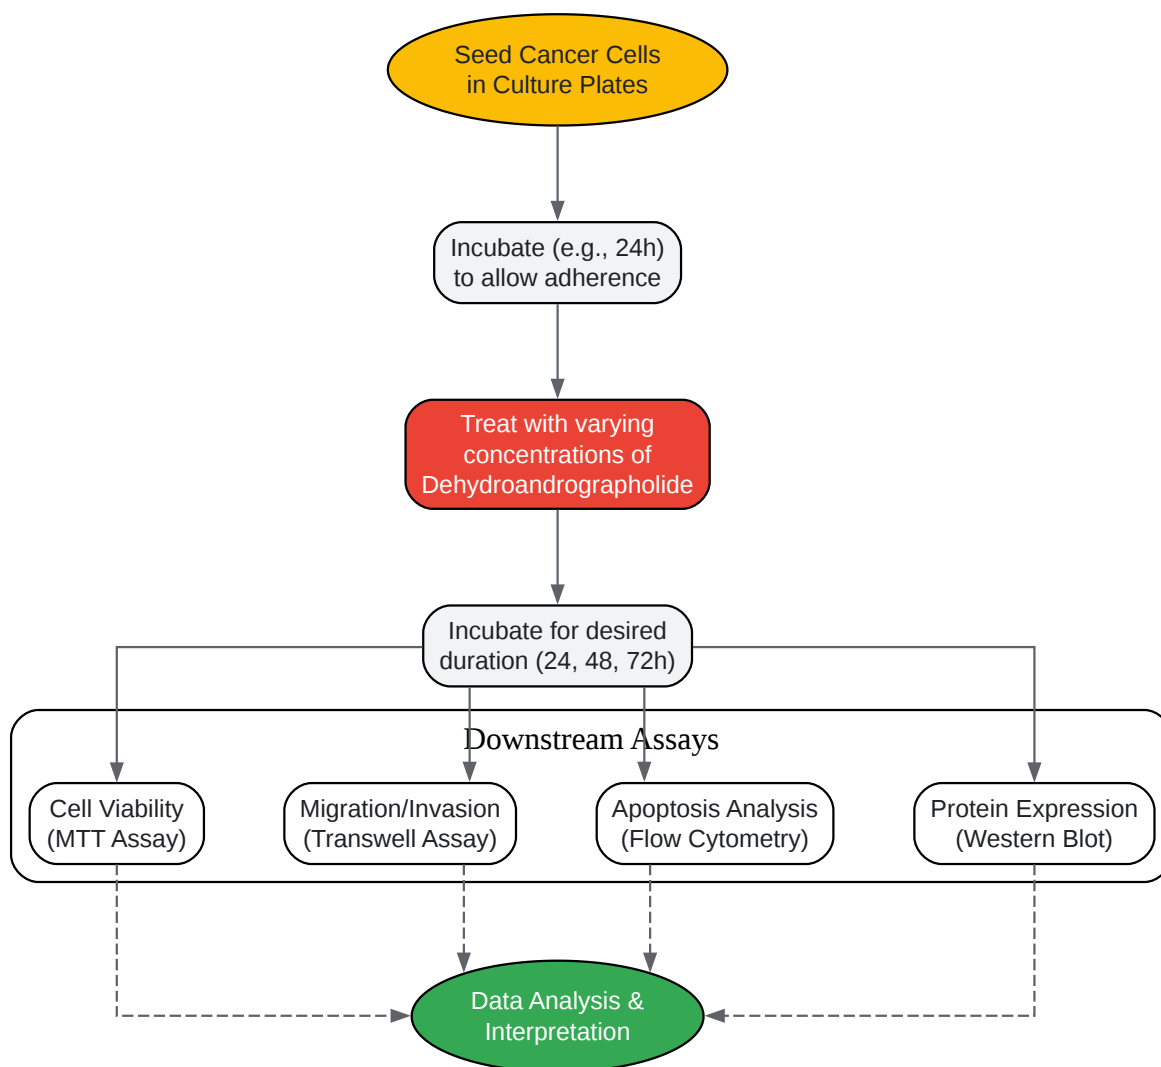 Seed Cancer Cells
in Culture Plates
Incubate (e.g., 24h)
to allow adherence
Treat with varying
concentrations of
Dehydroandrographolide
Incubate for desired
duration (24, 48, 72h)
Downstream Assays
Cell Viability
(MTT Assay)
Migration/Invasion
(Transwell Assay)
Apoptosis Analysis
(Flow Cytometry)
Protein Expression
(Western Blot)
Data Analysis &
Interpretation